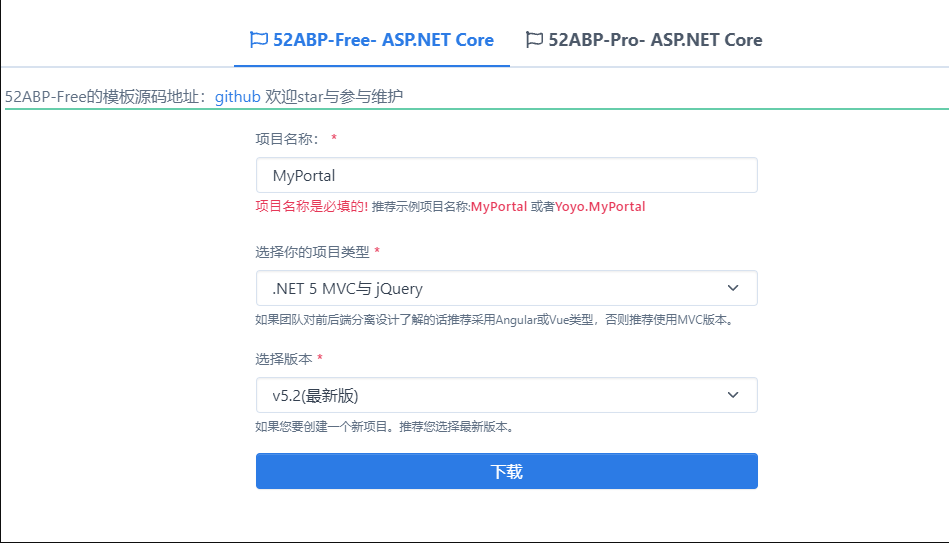 52ABP-Free- ASP.NET Core 52ABP-Pro- ASP.NET Core
52ABP-Free的模板源码地址：github 欢迎star与参与维护
项目名称： *
MyPortal
项目名称是必填的! 推荐示例项目名称:MyPortal 或者Yoyo.MyPortal
选择你的项目类型 *
.NET 5 MVC与 jQuery
如果团队对前后端分离设计了解的话推荐采用Angular或Vue类型，否则推荐使用MVC版本。
选择版本 *
v5.2(最新版)
如果您要创建一个新项目。推荐您选择最新版本。
下载